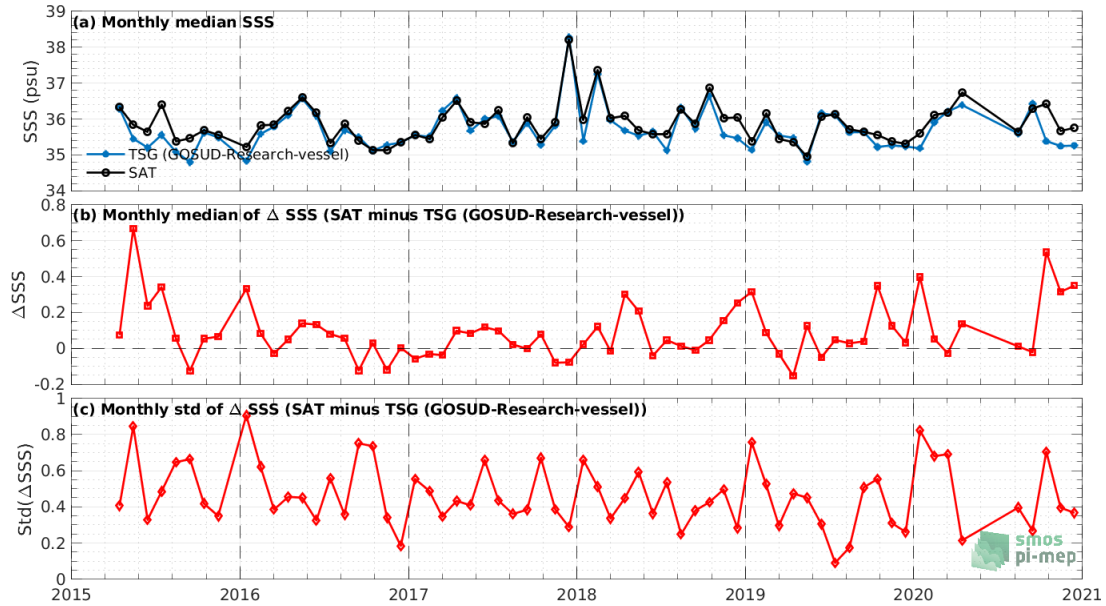 (a) Monthly median SSS
39
38
37
36
35
34
SSS (psu)
TSG (GOSUD-Research-vessel)
SAT
(b) Monthly median of Δ SSS (SAT minus TSG (GOSUD-Research-vessel))
0.8
0.6
0.4
0.2
0
-0.2
ΔSSS
(c) Monthly std of Δ SSS (SAT minus TSG (GOSUD-Research-vessel))
1
0.8
0.6
0.4
0.2
0
Std(ΔSSS)
smos
pi-mep
2015 2016 2017 2018 2019 2020 2021